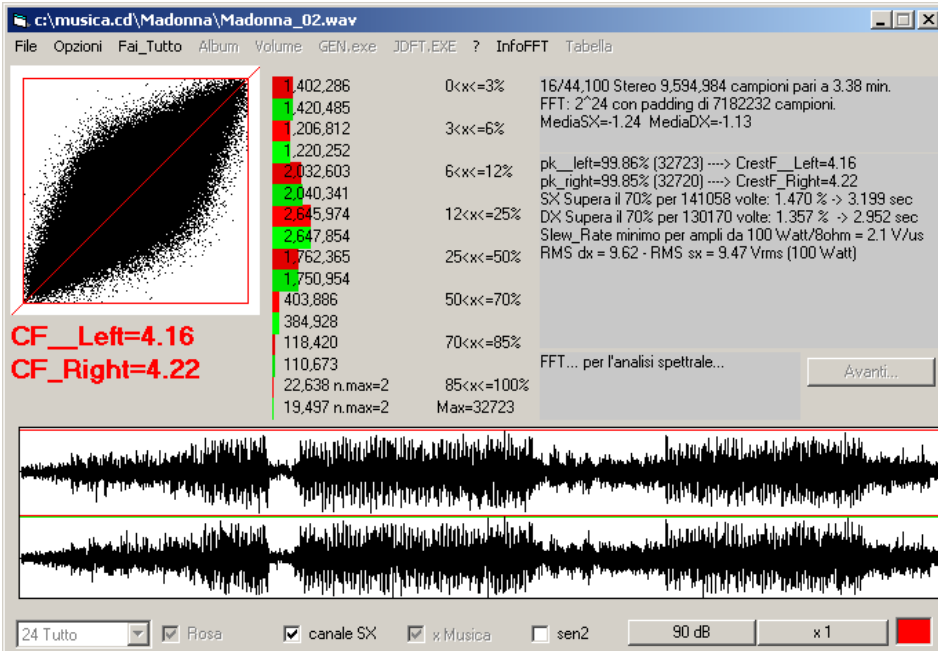 c:\musica.cd\Madonna\Madonna_02.wav
File Opzioni Fai_Tutto Album Volume GEN.exe JDFT.EXE ? InfoFFT Tabella
1,402,286 0<x<=3%
1,420,485
1,206,812 3<x<=6%
1,220,252
2,032,603 6<x<=12%
2,040,341
2,645,974 12<x<=25%
2,647,854
1,762,365 25<x<=50%
1,750,954
403,886 50<x<=70%
384,928
118,420 70<x<=85%
110,673
22,638 n.max=2 85<x<=100%
19,497 n.max=2 Max=32723
16/44,100 Stereo 9,594,984 campioni pari a 3.38 min.
FFT: 2^24 con padding di 7182232 campioni.
MediaSX=-1.24 MediaDX=-1.13
pk__left=99.86% (32723) ----> CrestF__Left=4.16
pk_right=99.85% (32720) ----> CrestF_Right=4.22
SX Supera il 70% per 141058 volte: 1.470 % -> 3.199 sec
DX Supera il 70% per 130170 volte: 1.357 % -> 2.952 sec
Slew_Rate minimo per ampli da 100 Watt/8ohm = 2.1 V/us
RMS dx = 9.62 - RMS sx = 9.47 Vrms (100 Watt)
CF__Left=4.16
CF_Right=4.22
FFT... per l'analisi spettrale...
Avanti...
24 Tutto Rosa canale SX x Musica sen2 90 dB x 1